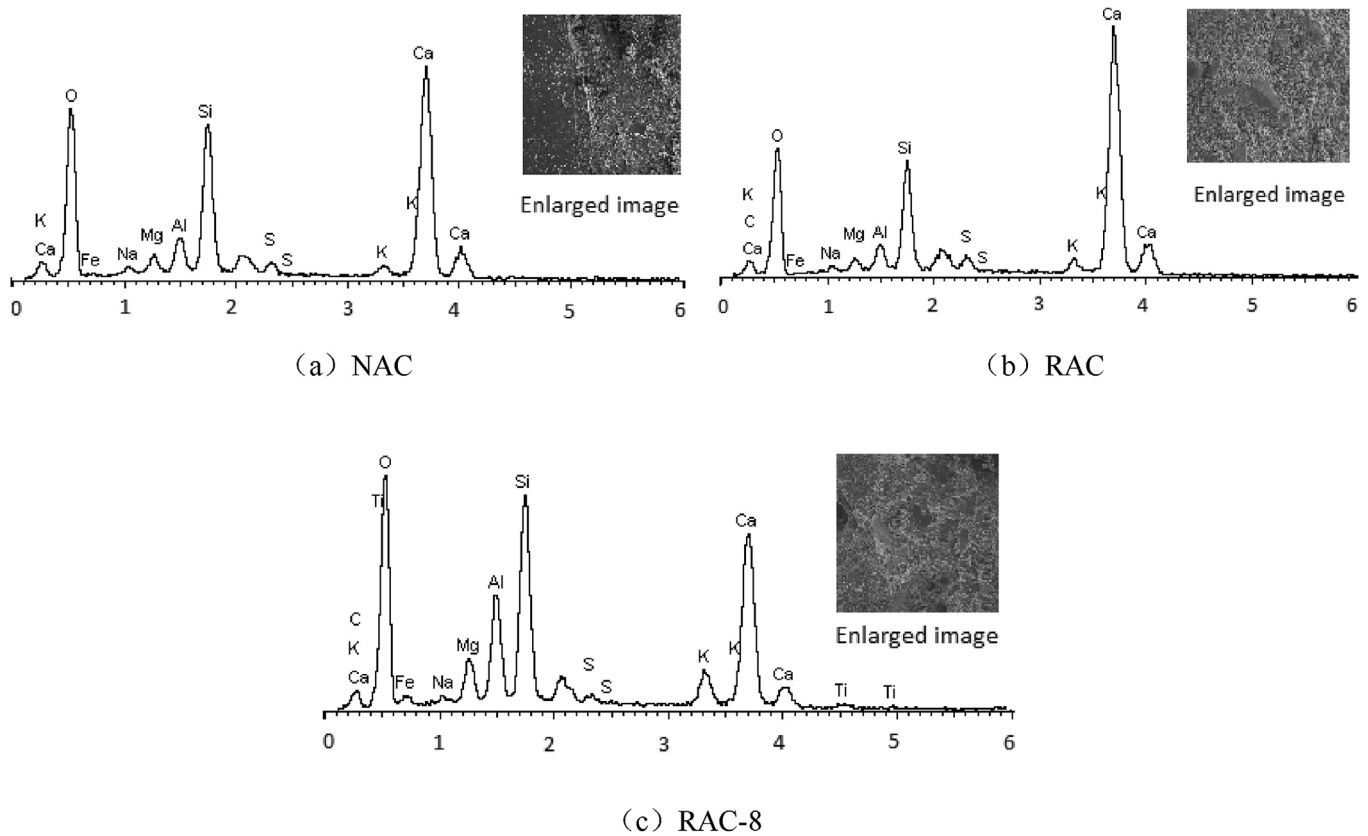 Ca
O
Si
K
Ca
Fe
Na
Mg
Al
S
S
K
K
Ca
Enlarged image
0 1 2 3 4 5 6
（a）NAC
Ca
O
Si
K
C
Ca
Fe
Na
Mg
Al
S
S
K
K
Ca
Enlarged image
0 1 2 3 4 5 6
（b）RAC
O
Ti
Si
Ca
Al
C
K
Ca
Fe
Na
Mg
S
S
K
K
Ca
Ti
Ti
Enlarged image
0 1 2 3 4 5 6
（c）RAC-8